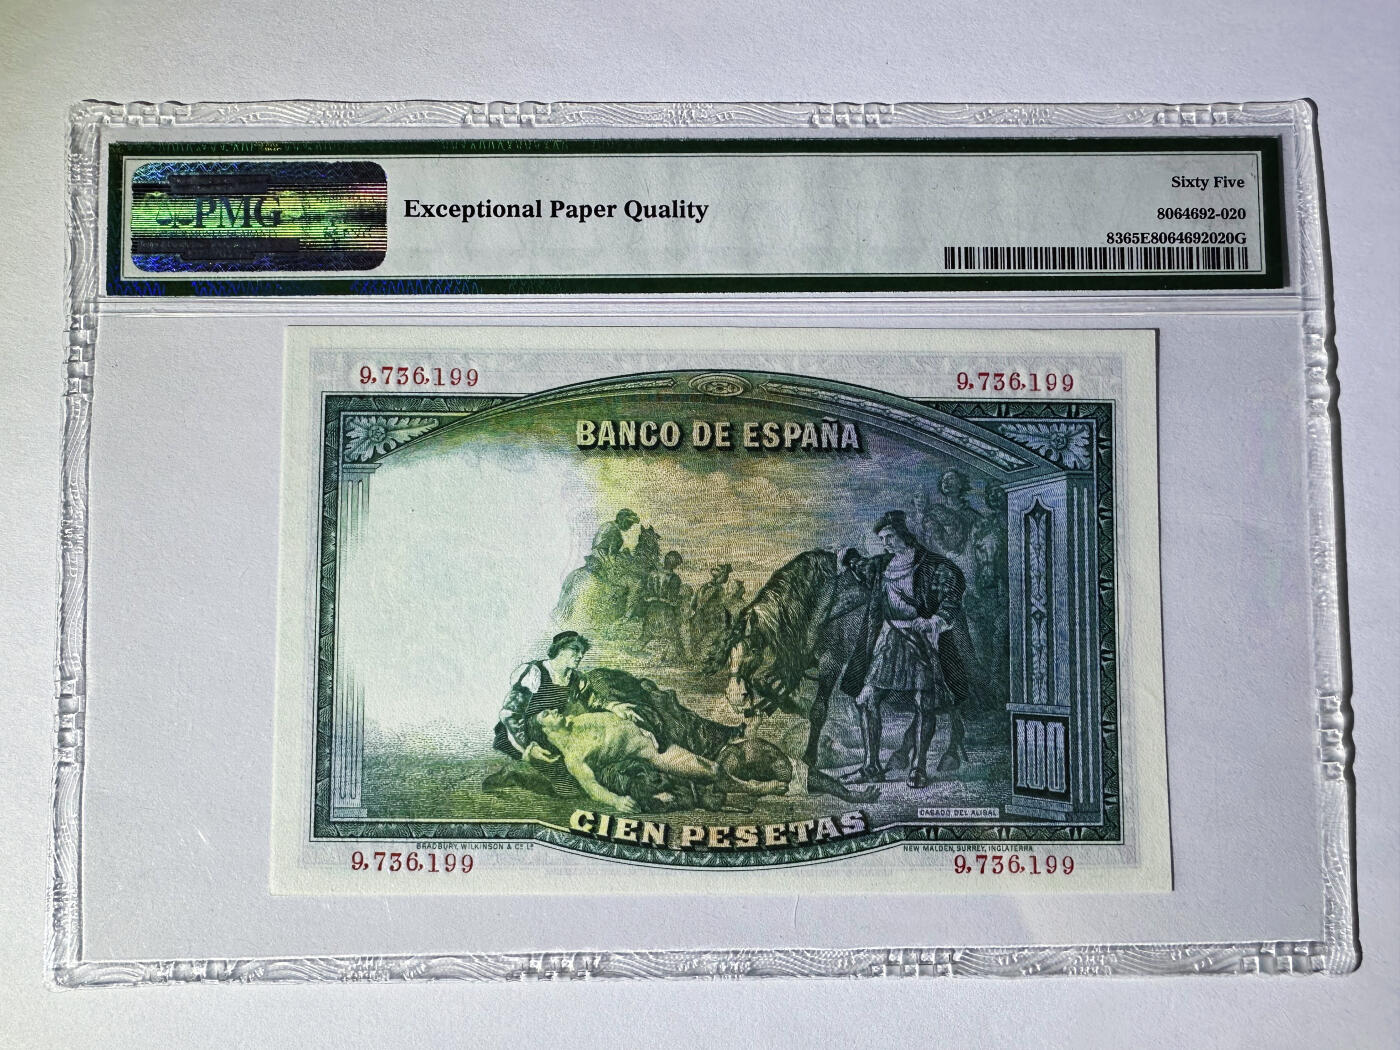 PMG
Exceptional Paper Quality
Sixty Five
8064692-020
8365E8064692020G
9,736,199
9,736,199
BANCO DE ESPAÑA
100
CASADO DEL ALISAL
CIEN PESETAS
BRADBURY, WILKINSON & Cº Lº
NEW MALDEN, SURREY, INGLATERRA
9,736,199
9,736,199